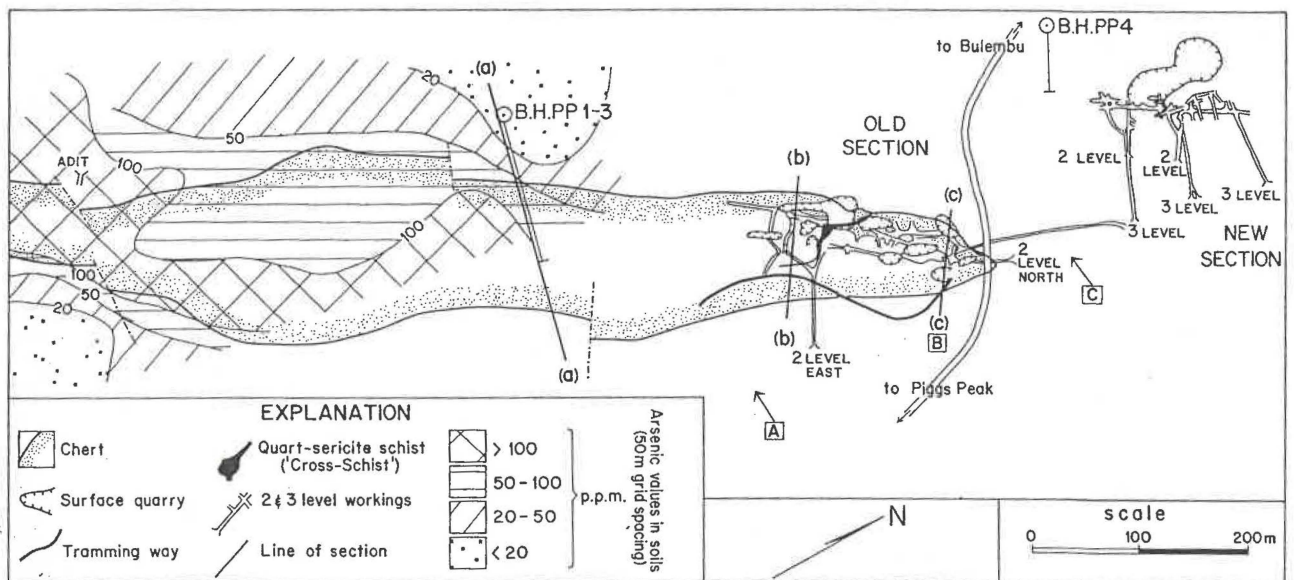 to Bulembu
B.H.PP4
20
(a)
B.H.PP 1-3
50
OLD
SECTION
100
ADIT
(b)
(c)
2 LEVEL
2
LEVEL
3 LEVEL
3 LEVEL
3 LEVEL
NEW
SECTION
100
2
LEVEL
NORTH
C
100
50
20
(b)
(c)
B
2 LEVEL
EAST
(a)
to Piggs Peak
A
EXPLANATION
Chert
Surface quarry
Tramming way
Quart-sericite schist
('Cross-Schist')
2 & 3 level workings
Line of section
> 100
50-100
20-50
< 20
p.p.m.
Arsenic values in soils
(50m grid spacing)
N
scale
0 100 200 m